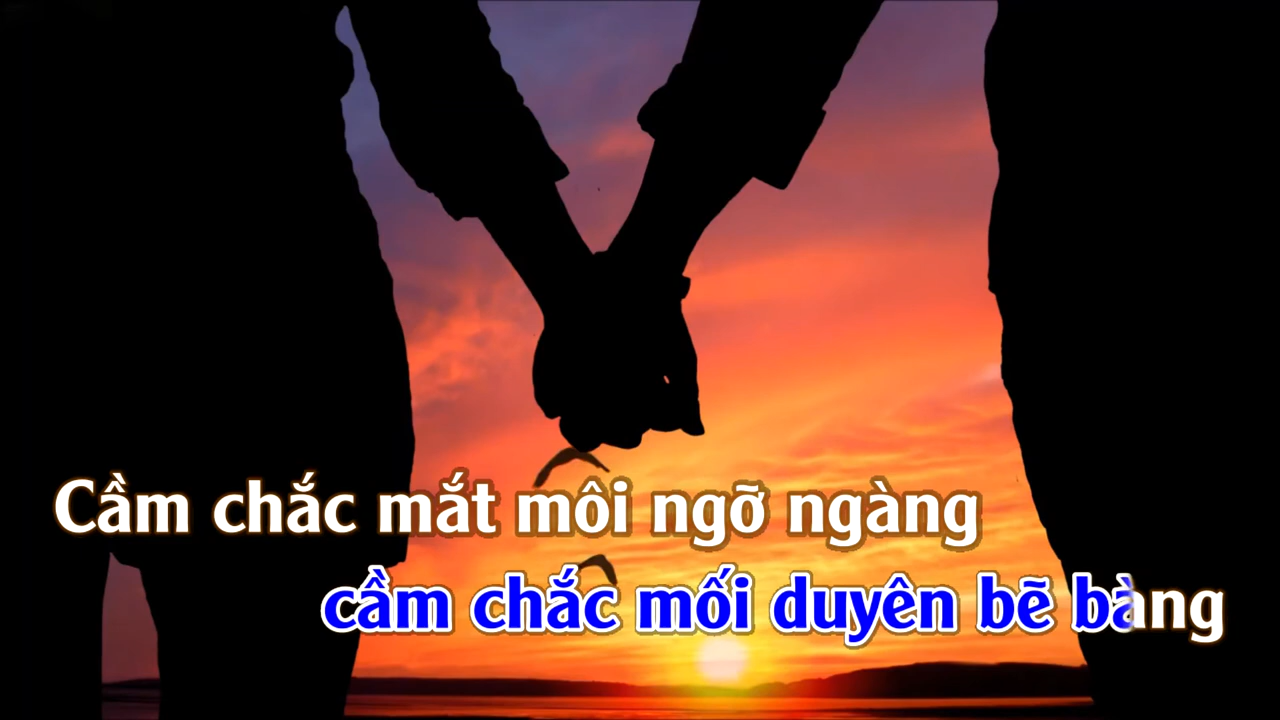 Cầm chắc mắt môi ngỡ ngàng
cầm chắc mối duyên bẽ bàng